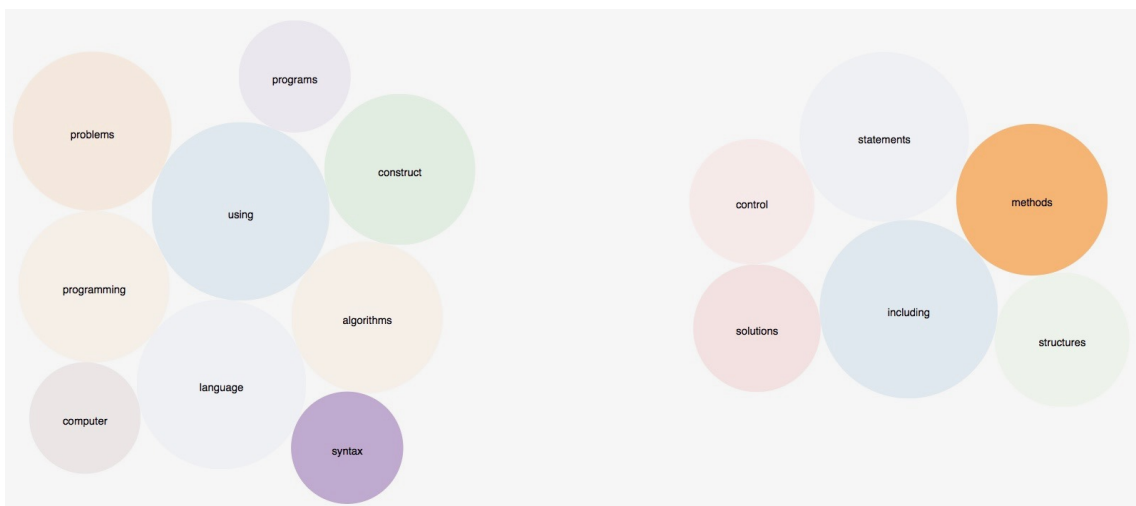 programs
problems
construct
using
programming
algorithms
language
computer
syntax
statements
control
methods
including
solutions
structures